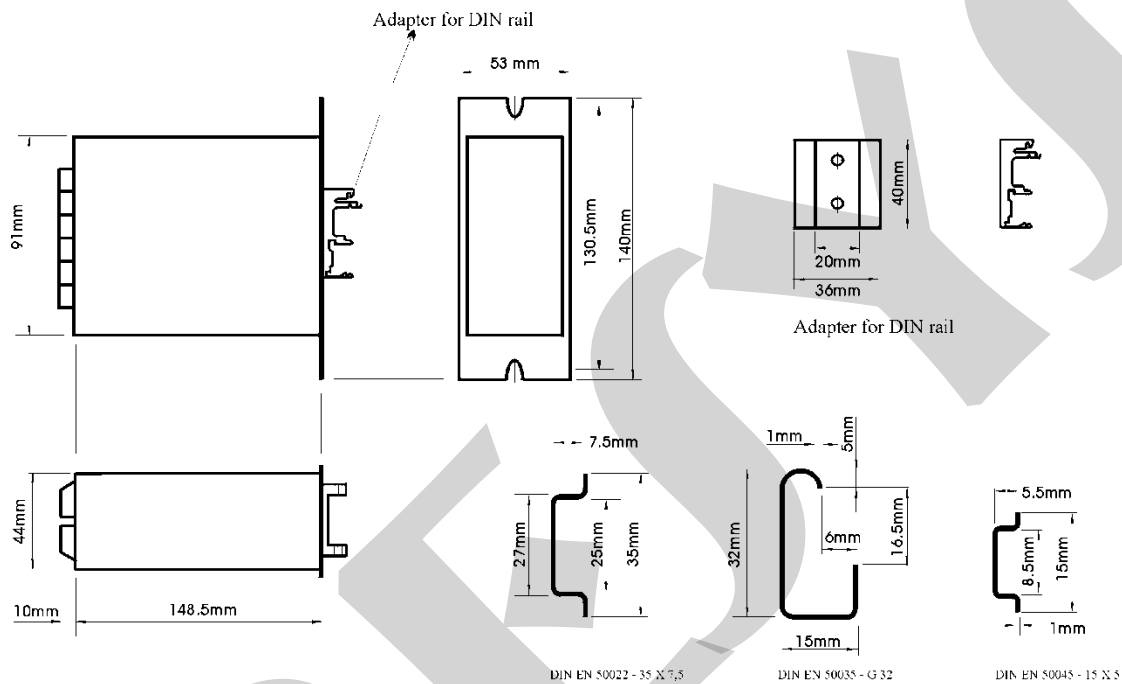 Adapter for DIN rail
53 mm
91mm
130.5mm
140mm
40mm
20mm
36mm
Adapter for DIN rail
44mm
10mm
148.5mm
7.5mm
27mm
25mm
35mm
1mm
5mm
32mm
6mm
16.5mm
15mm
5.5mm
8.5mm
15mm
1mm
DIN EN 50022 - 35 X 7,5
DIN EN 50035 - G 32
DIN EN 50045 - 15 X 5